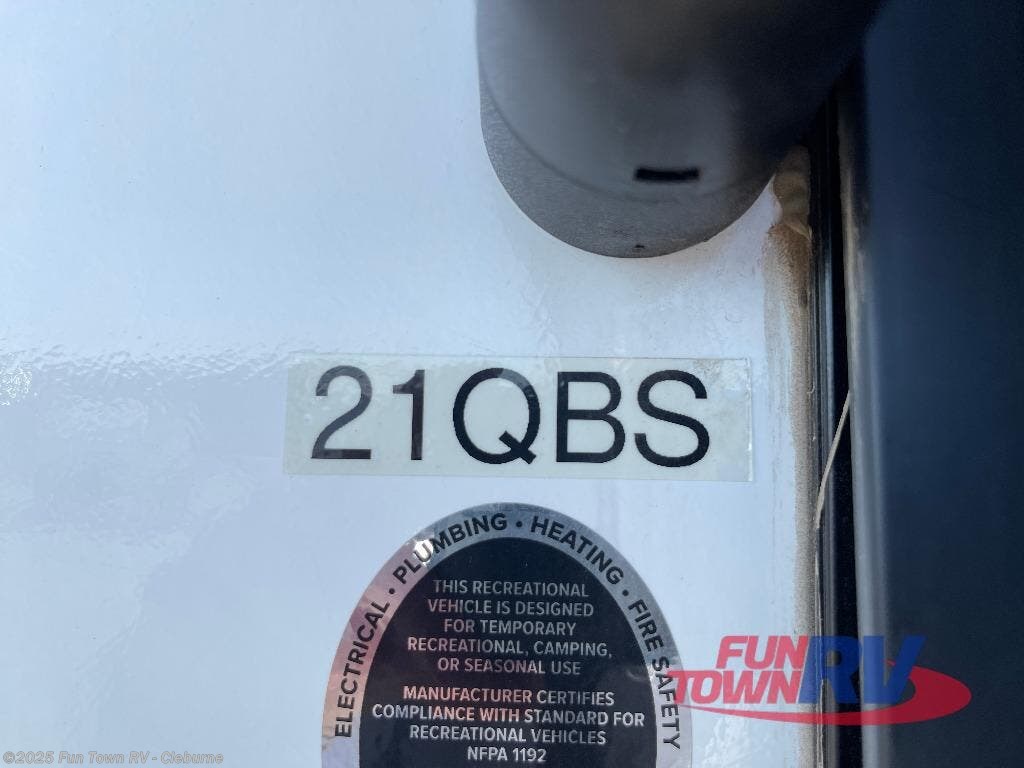 21QBS
ELECTRICAL • PLUMBING • HEATING • FIRE SAFETY
THIS RECREATIONAL
VEHICLE IS DESIGNED
FOR TEMPORARY
RECREATIONAL, CAMPING,
OR SEASONAL USE
MANUFACTURER CERTIFIES
COMPLIANCE WITH STANDARD FOR
RECREATIONAL VEHICLES
NFPA 1192
FUN
TOWN RV
©2025 Fun Town RV - Cleburne